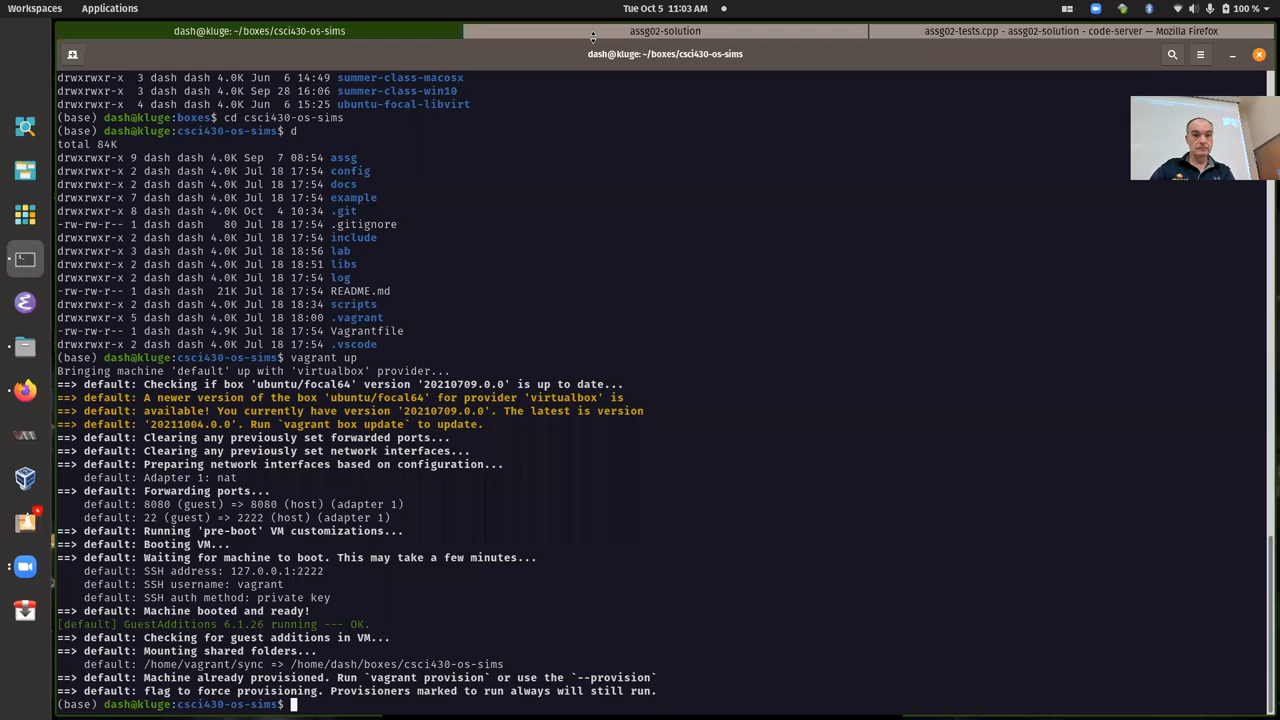 Workspaces Applications Tue Oct 5 11:03 AM 100 %
dash@kluge: ~/boxes/csci430-os-sims assg02-solution assg02-tests.cpp - assg02-solution - code-server — Mozilla Firefox
dash@kluge: ~/boxes/csci430-os-sims
drwxrwxr-x 3 dash dash 4.0K Jun 6 14:49 summer-class-macosx
drwxrwxr-x 3 dash dash 4.0K Sep 28 16:06 summer-class-win10
drwxrwxr-x 4 dash dash 4.0K Jun 6 15:25 ubuntu-focal-libvirt
(base) dash@kluge:boxes$ cd csci430-os-sims
(base) dash@kluge:csci430-os-sims$ d
total 84K
drwxrwxr-x 9 dash dash 4.0K Sep 7 08:54 assg
drwxrwxr-x 2 dash dash 4.0K Jul 18 17:54 config
drwxrwxr-x 2 dash dash 4.0K Jul 18 17:54 docs
drwxrwxr-x 7 dash dash 4.0K Jul 18 17:54 example
drwxrwxr-x 8 dash dash 4.0K Oct 4 10:34 .git
-rw-rw-r-- 1 dash dash 80 Jul 18 17:54 .gitignore
drwxrwxr-x 2 dash dash 4.0K Jul 18 17:54 include
drwxrwxr-x 3 dash dash 4.0K Jul 18 18:56 lab
drwxrwxr-x 2 dash dash 4.0K Jul 18 18:51 libs
drwxrwxr-x 2 dash dash 4.0K Jul 18 17:54 log
-rw-rw-r-- 1 dash dash 21K Jul 18 17:54 README.md
drwxrwxr-x 2 dash dash 4.0K Jul 18 18:34 scripts
drwxrwxr-x 5 dash dash 4.0K Jul 18 18:00 .vagrant
-rw-rw-r-- 1 dash dash 4.9K Jul 18 17:54 Vagrantfile
drwxrwxr-x 2 dash dash 4.0K Jul 18 17:54 .vscode
(base) dash@kluge:csci430-os-sims$ vagrant up
Bringing machine 'default' up with 'virtualbox' provider...
==> default: Checking if box 'ubuntu/focal64' version '20210709.0.0' is up to date...
==> default: A newer version of the box 'ubuntu/focal64' for provider 'virtualbox' is
==> default: available! You currently have version '20210709.0.0'. The latest is version
==> default: '20211004.0.0'. Run `vagrant box update` to update.
==> default: Clearing any previously set forwarded ports...
==> default: Clearing any previously set network interfaces...
==> default: Preparing network interfaces based on configuration...
default: Adapter 1: nat
==> default: Forwarding ports...
default: 8080 (guest) => 8080 (host) (adapter 1)
default: 22 (guest) => 2222 (host) (adapter 1)
==> default: Running 'pre-boot' VM customizations...
==> default: Booting VM...
==> default: Waiting for machine to boot. This may take a few minutes...
default: SSH address: 127.0.0.1:2222
default: SSH username: vagrant
default: SSH auth method: private key
==> default: Machine booted and ready!
[default] GuestAdditions 6.1.26 running --- OK.
==> default: Checking for guest additions in VM...
==> default: Mounting shared folders...
default: /home/vagrant/sync => /home/dash/boxes/csci430-os-sims
==> default: Machine already provisioned. Run `vagrant provision` or use the `--provision`
==> default: flag to force provisioning. Provisioners marked to run always will still run.
(base) dash@kluge:csci430-os-sims$